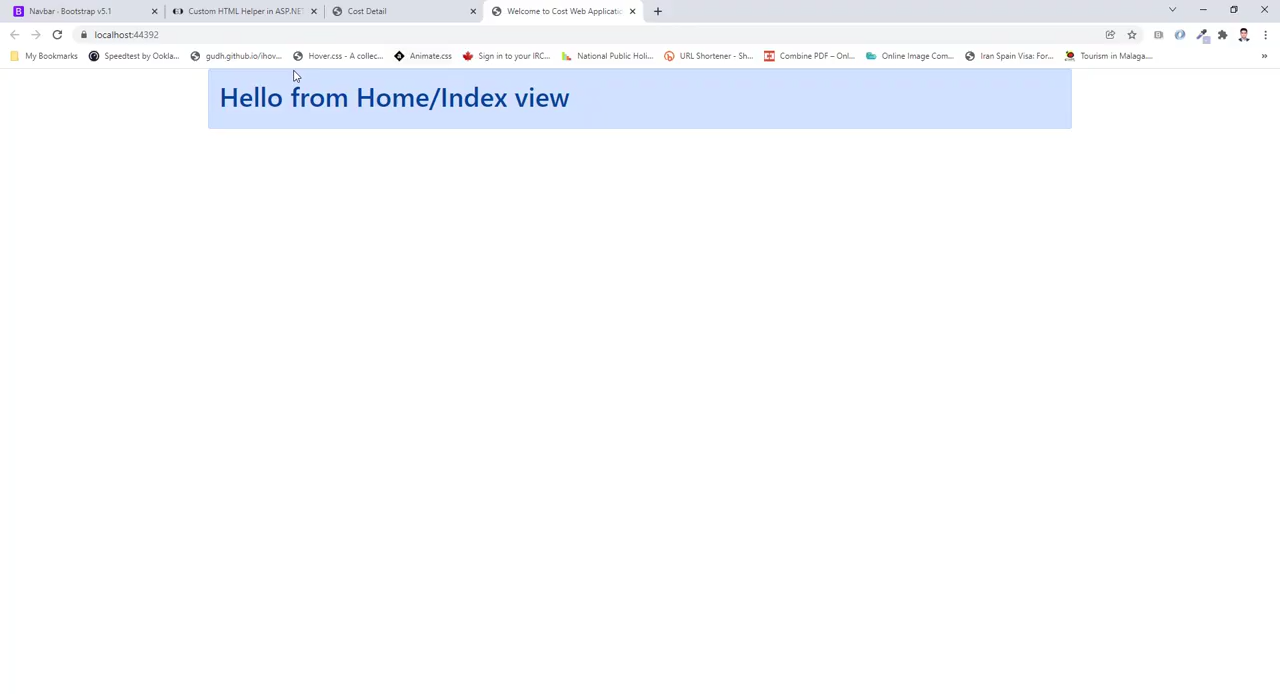 Navbar · Bootstrap v5.1
Custom HTML Helper in ASP.NET
Cost Detail
Welcome to Cost Web Applicatio
localhost:44392
My Bookmarks
Speedtest by Ookla...
gudh.github.io/ihov...
Hover.css - A collec...
Animate.css
Sign in to your IRC...
National Public Holi...
URL Shortener - Sh...
Combine PDF – Onl...
Online Image Com...
Iran Spain Visa: For...
Tourism in Malaga....
Hello from Home/Index view